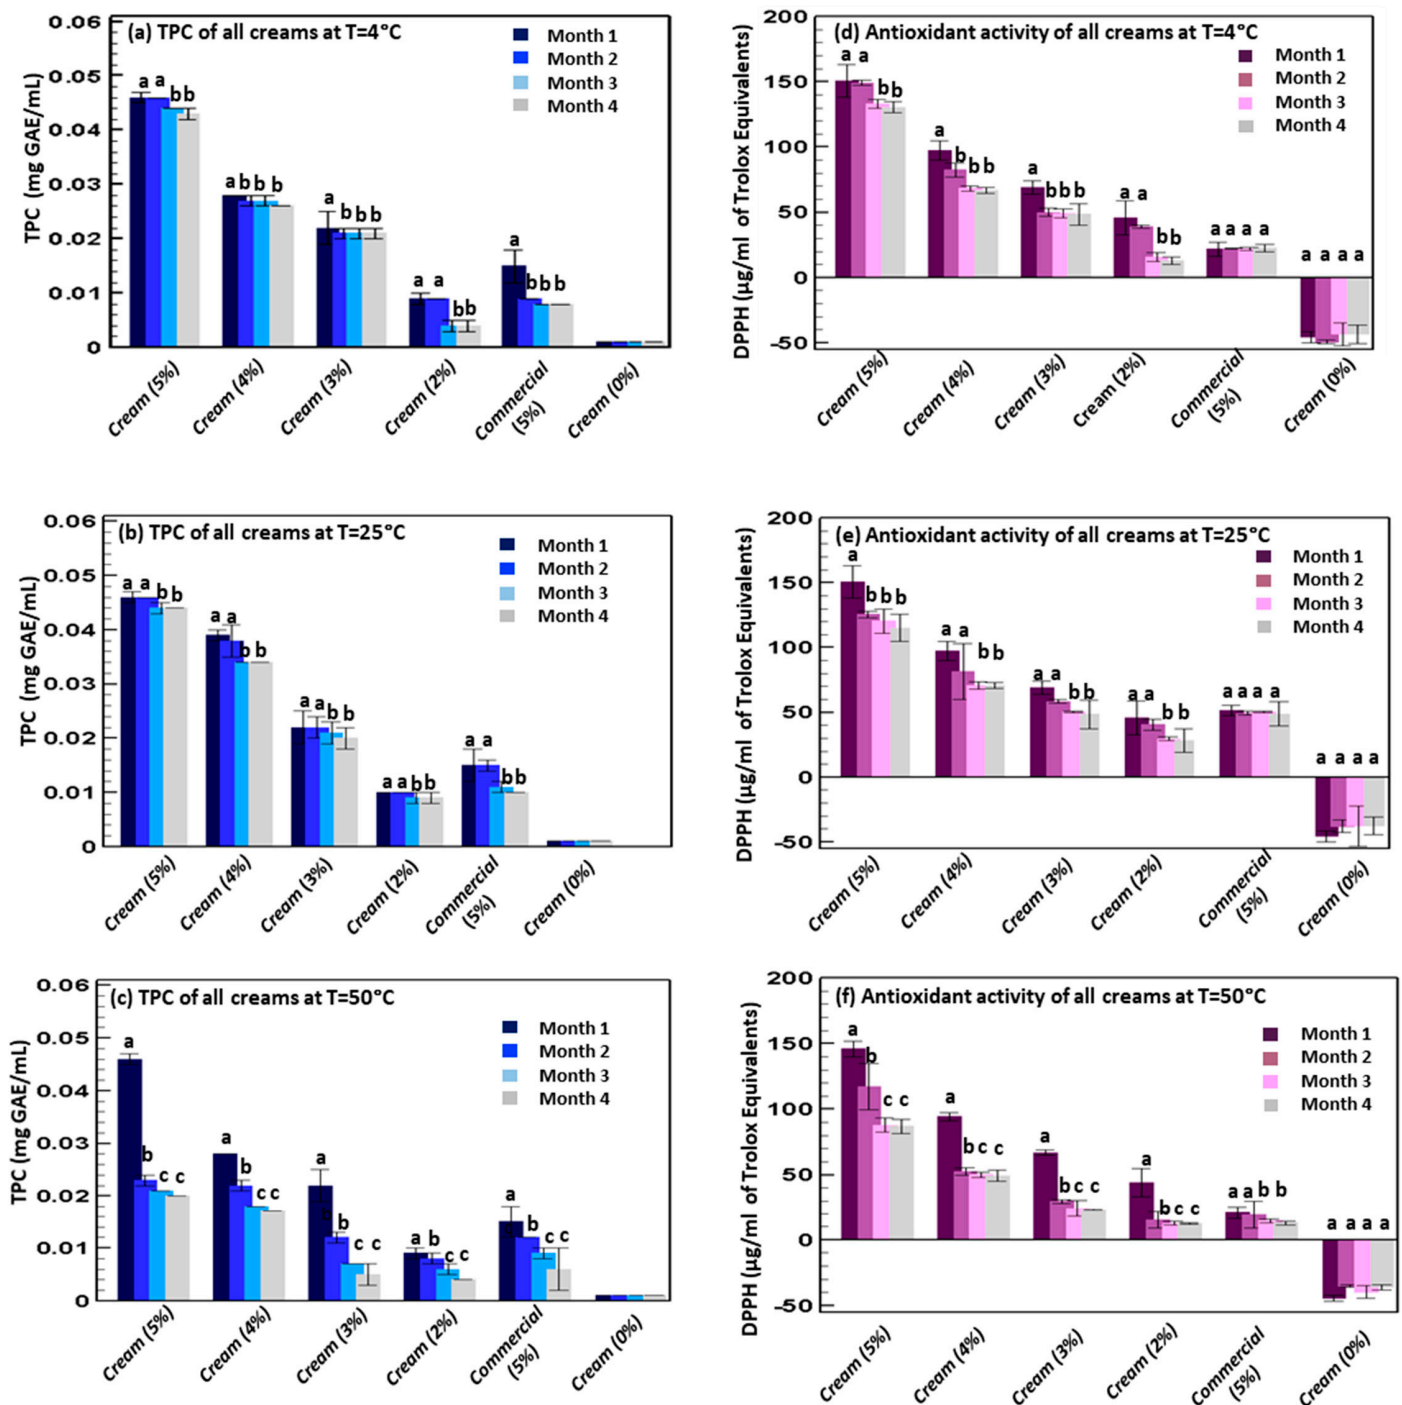 (a) TPC of all creams at T=4°C
Month 1
Month 2
Month 3
Month 4
TPC (mg GAE/mL)
0.06
0.05
0.04
0.03
0.02
0.01
0
a a b b
a b b b
a b b b
a a b b
a b b b
Cream (5%)
Cream (4%)
Cream (3%)
Cream (2%)
Commercial
(5%)
Cream (0%)
(d) Antioxidant activity of all creams at T=4°C
Month 1
Month 2
Month 3
Month 4
DPPH (µg/ml of Trolox Equivalents)
200
150
100
50
0
-50
a a b b
a b b b
a b b b
a a b b
a a a a
a a a a
Cream (5%)
Cream (4%)
Cream (3%)
Cream (2%)
Commercial
(5%)
Cream (0%)
(b) TPC of all creams at T=25°C
Month 1
Month 2
Month 3
Month 4
TPC (mg GAE/mL)
0.06
0.05
0.04
0.03
0.02
0.01
0
a a b b
a a b b
a a b b
a a b b
a a b b
Cream (5%)
Cream (4%)
Cream (3%)
Cream (2%)
Commercial
(5%)
Cream (0%)
(e) Antioxidant activity of all creams at T=25°C
Month 1
Month 2
Month 3
Month 4
DPPH (µg/ml of Trolox Equivalents)
200
150
100
50
0
-50
a b b b
a a b b
a a b b
a a b b
a a a a
a a a a
Cream (5%)
Cream (4%)
Cream (3%)
Cream (2%)
Commercial
(5%)
Cream (0%)
(c) TPC of all creams at T=50°C
Month 1
Month 2
Month 3
Month 4
TPC (mg GAE/mL)
0.06
0.05
0.04
0.03
0.02
0.01
0
a b c c
a b c c
a b b c c
a b c c
a b c c
Cream (5%)
Cream (4%)
Cream (3%)
Cream (2%)
Commercial
(5%)
Cream (0%)
(f) Antioxidant activity of all creams at T=50°C
Month 1
Month 2
Month 3
Month 4
DPPH (µg/ml of Trolox Equivalents)
200
150
100
50
0
-50
a b c c
a b c c
a b c c
a b c c
a a b b
a a a a
Cream (5%)
Cream (4%)
Cream (3%)
Cream (2%)
Commercial
(5%)
Cream (0%)